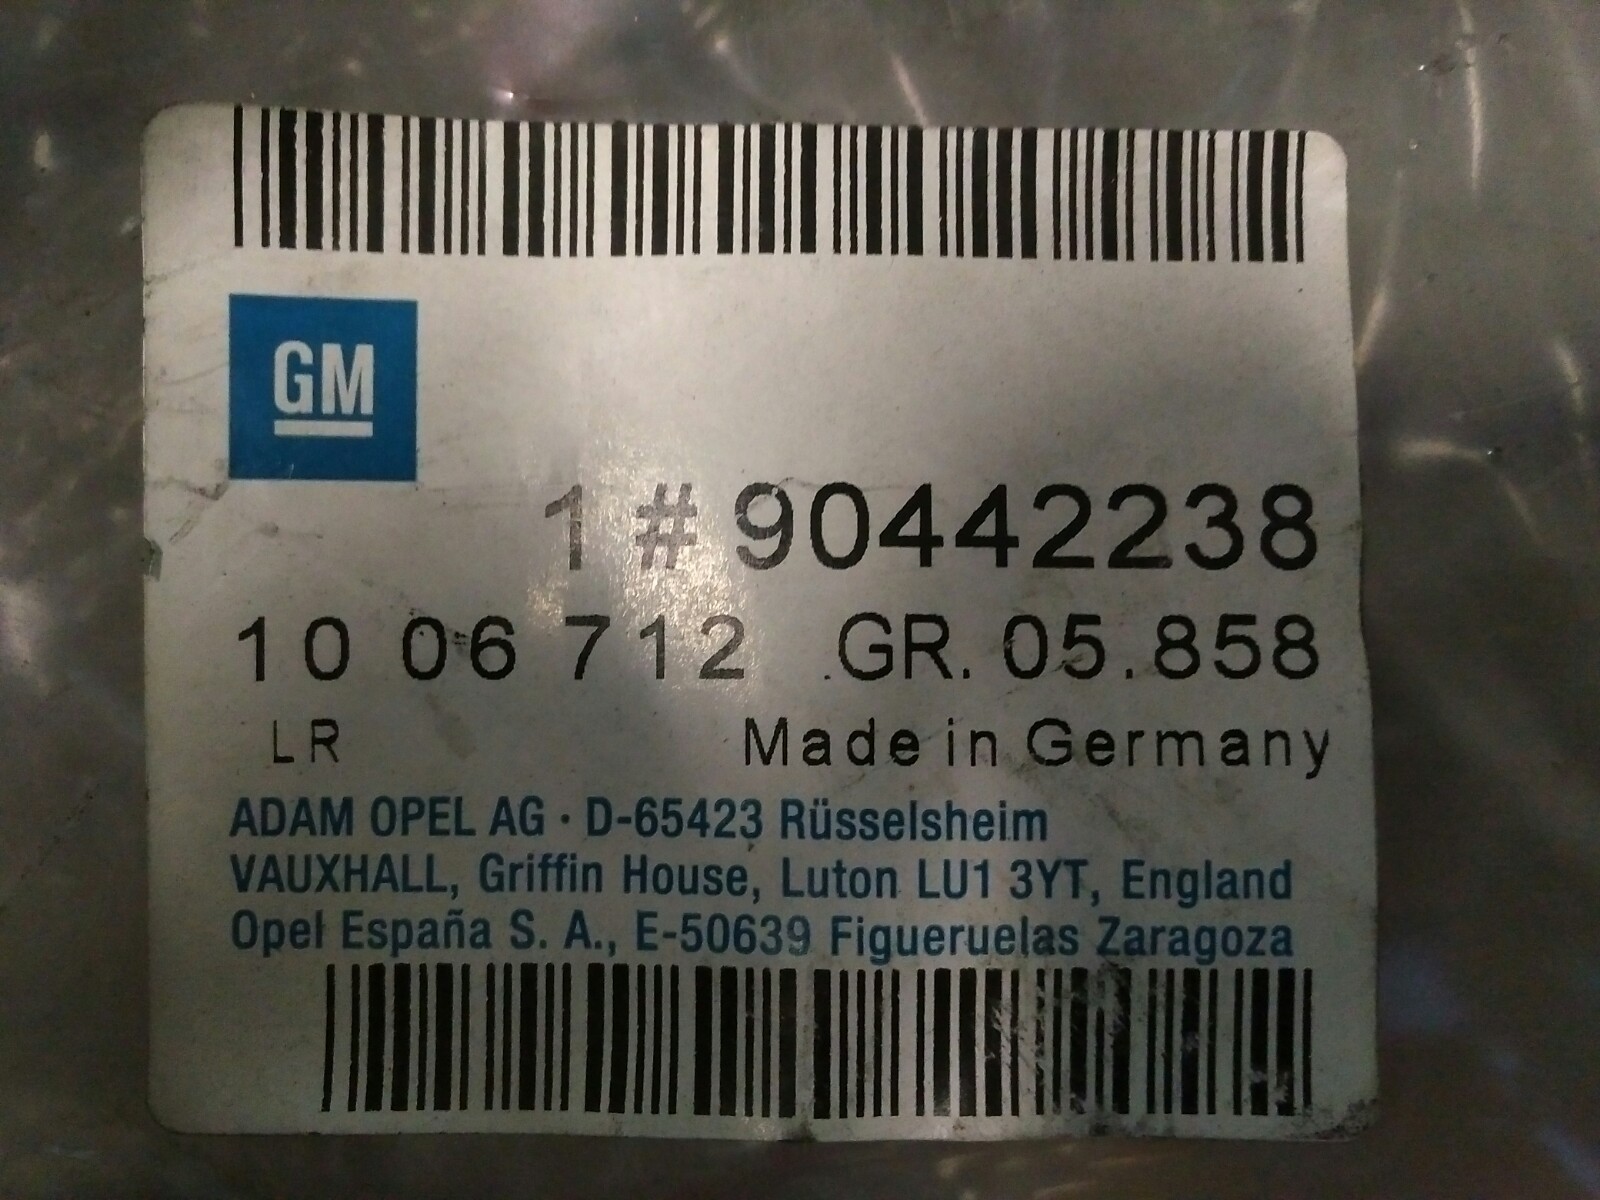 GM
1 # 90442238
10 06 712 GR. 05.858
LR Made in Germany
ADAM OPEL AG · D-65423 Rüsselsheim
VAUXHALL, Griffin House, Luton LU1 3YT, England
Opel España S. A., E-50639 Figueruelas Zaragoza